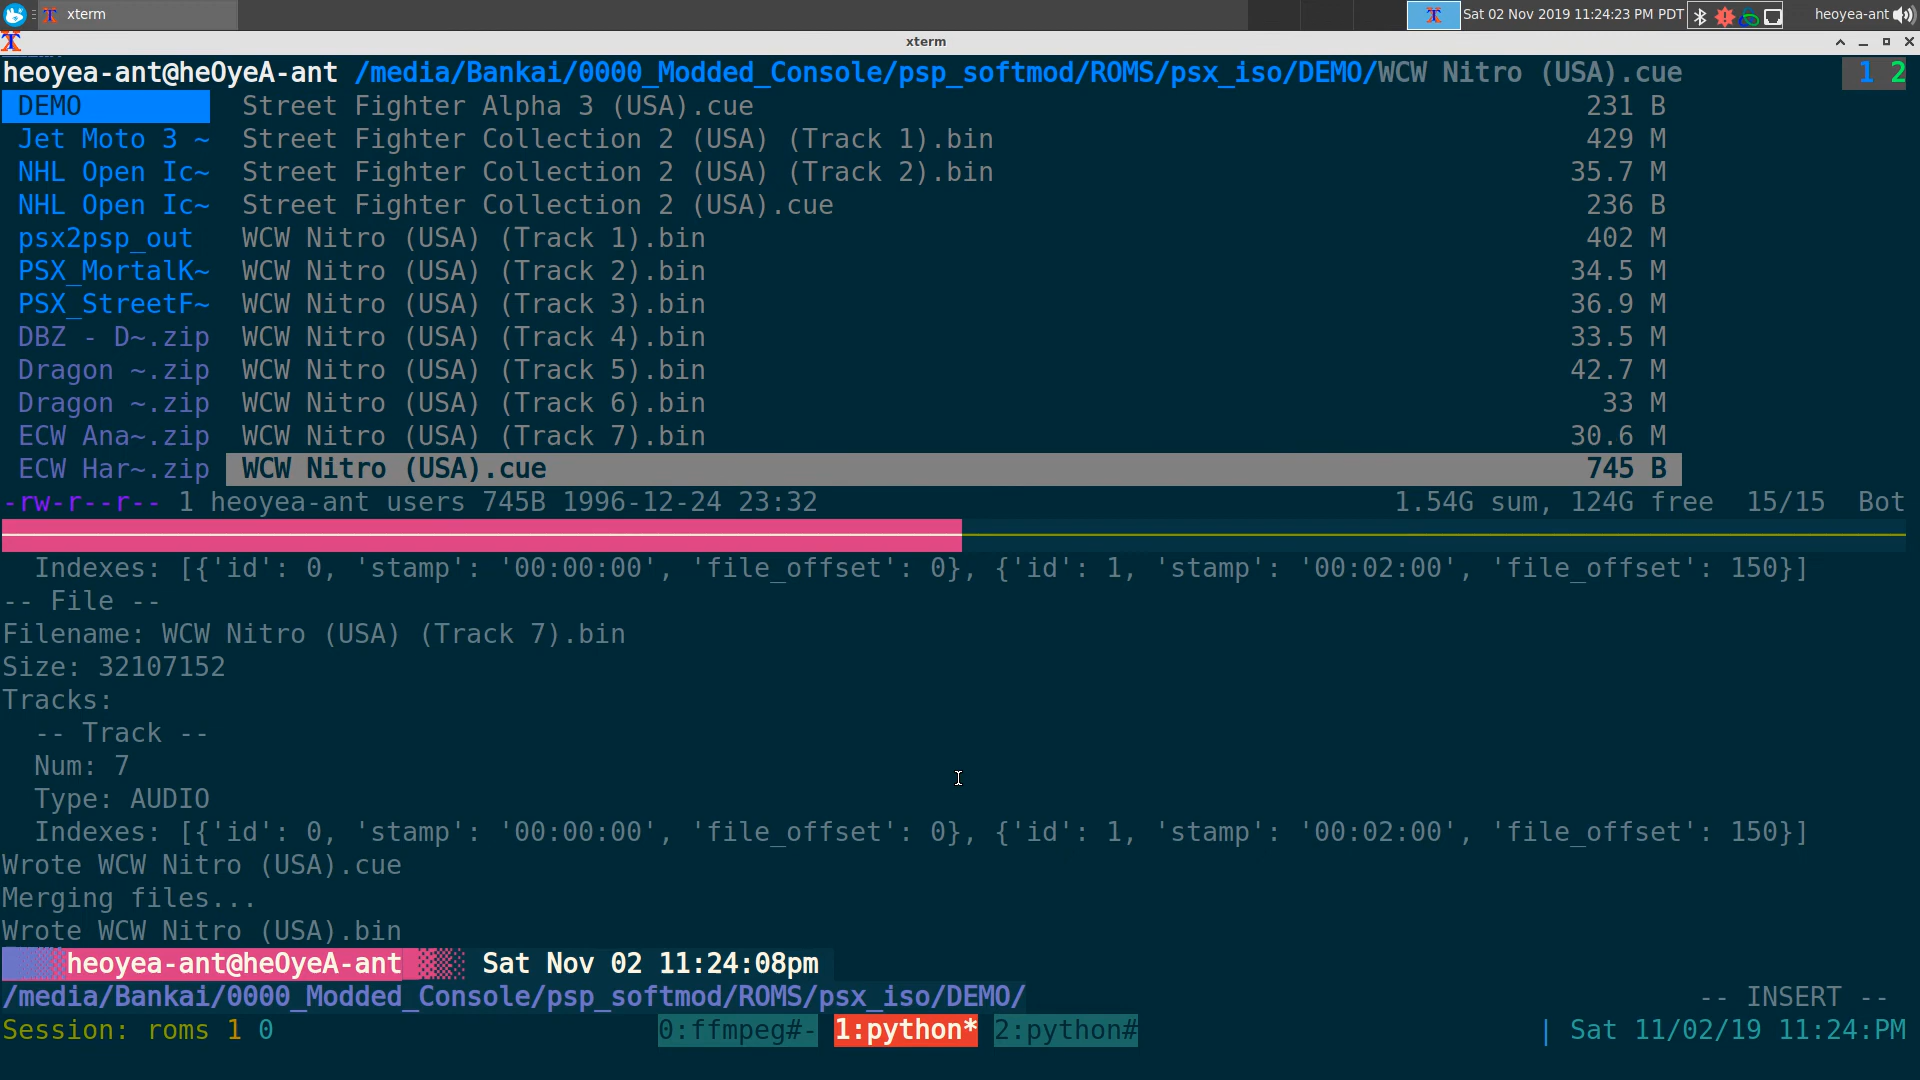 xterm
Sat 02 Nov 2019 11:24:23 PM PDT
heoyea-ant
xterm
heoyea-ant@heOyeA-ant /media/Bankai/0000_Modded_Console/psp_softmod/ROMS/psx_iso/DEMO/WCW Nitro (USA).cue 1 2
DEMO Street Fighter Alpha 3 (USA).cue 231 B
Jet Moto 3 ~ Street Fighter Collection 2 (USA) (Track 1).bin 429 M
NHL Open Ic~ Street Fighter Collection 2 (USA) (Track 2).bin 35.7 M
NHL Open Ic~ Street Fighter Collection 2 (USA).cue 236 B
psx2psp_out WCW Nitro (USA) (Track 1).bin 402 M
PSX_MortalK~ WCW Nitro (USA) (Track 2).bin 34.5 M
PSX_StreetF~ WCW Nitro (USA) (Track 3).bin 36.9 M
DBZ - D~.zip WCW Nitro (USA) (Track 4).bin 33.5 M
Dragon ~.zip WCW Nitro (USA) (Track 5).bin 42.7 M
Dragon ~.zip WCW Nitro (USA) (Track 6).bin 33 M
ECW Ana~.zip WCW Nitro (USA) (Track 7).bin 30.6 M
ECW Har~.zip WCW Nitro (USA).cue 745 B
-rw-r--r-- 1 heoyea-ant users 745B 1996-12-24 23:32 1.54G sum, 124G free 15/15 Bot
Indexes: [{'id': 0, 'stamp': '00:00:00', 'file_offset': 0}, {'id': 1, 'stamp': '00:02:00', 'file_offset': 150}]
-- File --
Filename: WCW Nitro (USA) (Track 7).bin
Size: 32107152
Tracks:
-- Track --
Num: 7
Type: AUDIO
Indexes: [{'id': 0, 'stamp': '00:00:00', 'file_offset': 0}, {'id': 1, 'stamp': '00:02:00', 'file_offset': 150}]
Wrote WCW Nitro (USA).cue
Merging files...
Wrote WCW Nitro (USA).bin
heoyea-ant@heOyeA-ant Sat Nov 02 11:24:08pm
/media/Bankai/0000_Modded_Console/psp_softmod/ROMS/psx_iso/DEMO/ -- INSERT --
Session: roms 1 0 0:ffmpeg#- 1:python* 2:python# | Sat 11/02/19 11:24:PM